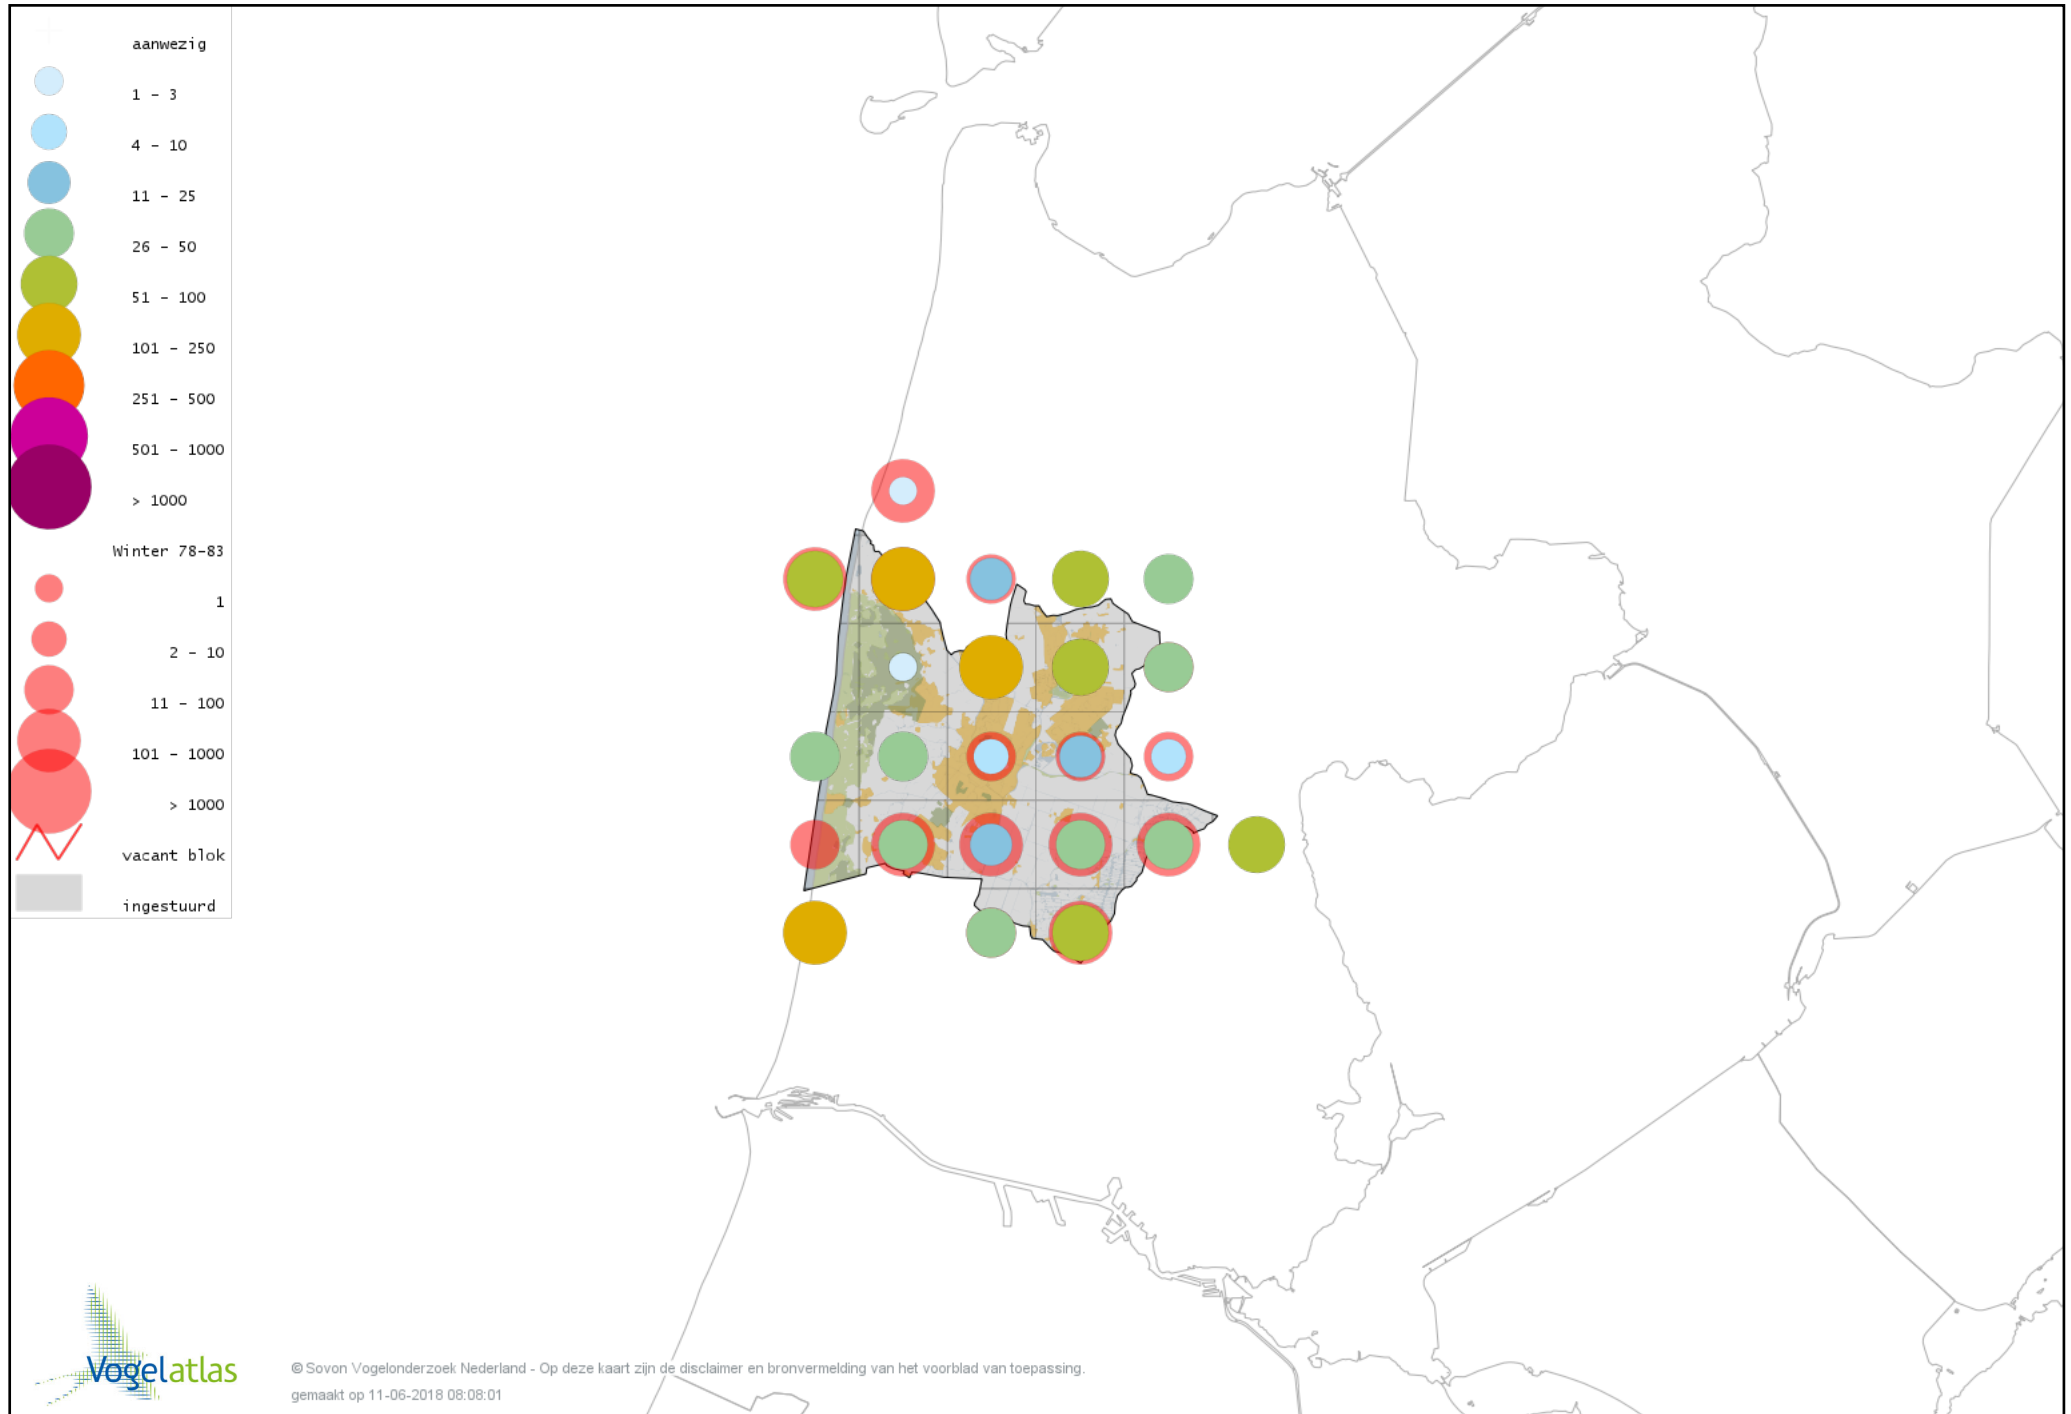 aanwezig
1 - 3
4 - 10
11 - 25
26 - 50
51 - 100
101 - 250
251 - 500
501 - 1000
> 1000
Winter 78-83
1
2 - 10
11 - 100
101 - 1000
> 1000
vacant blok
ingestuurd
Vogelatlas
© Sovon Vogelonderzoek Nederland - Op deze kaart zijn de disclaimer en bronvermelding van het voorblad van toepassing.
gemaakt op 11-06-2018 08:08:01